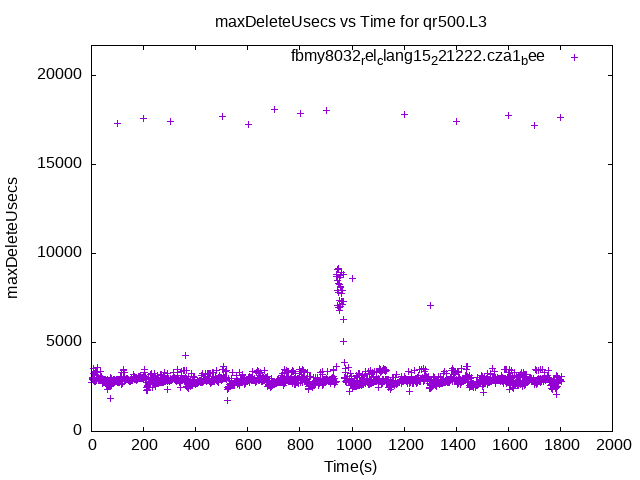 maxDeleteUsecs vs Time for qr500.L3
fbmy8032relclang15221222.cza1bee
20000
15000
10000
5000
0
maxDeleteUsecs
0 200 400 600 800 1000 1200 1400 1600 1800 2000
Time(s)